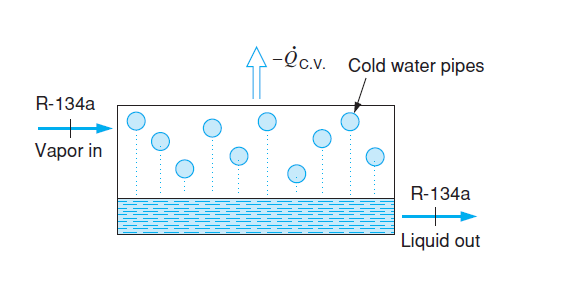 -Q̇C.V.
Cold water pipes
R-134a
Vapor in
R-134a
Liquid out